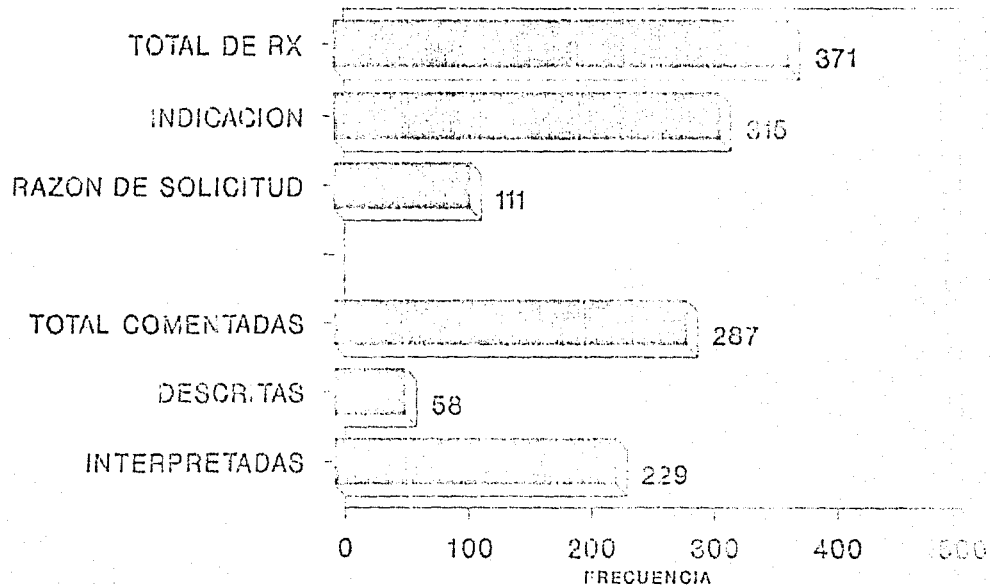 TOTAL DE RX 371
INDICACION 315
RAZON DE SOLICITUD 111
TOTAL COMENTADAS 287
DESCRITAS 58
INTERPRETADAS 229
0 100 200 300 400 500
FRECUENCIA